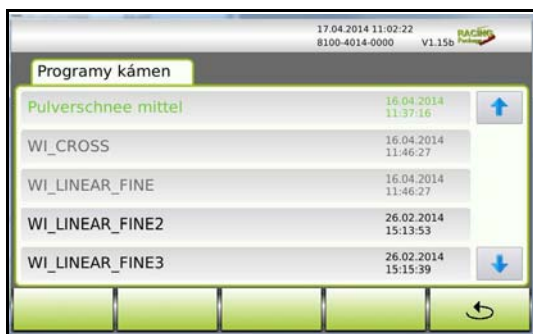 17.04.2014 11:02:22
8100-4014-0000 V1.15b
RACING
Package
Programy kámen
Pulverschnee mittel 16.04.2014
11:37:16
WI_CROSS 16.04.2014
11:46:27
WI_LINEAR_FINE 16.04.2014
11:46:27
WI_LINEAR_FINE2 26.02.2014
15:13:53
WI_LINEAR_FINE3 26.02.2014
15:15:39